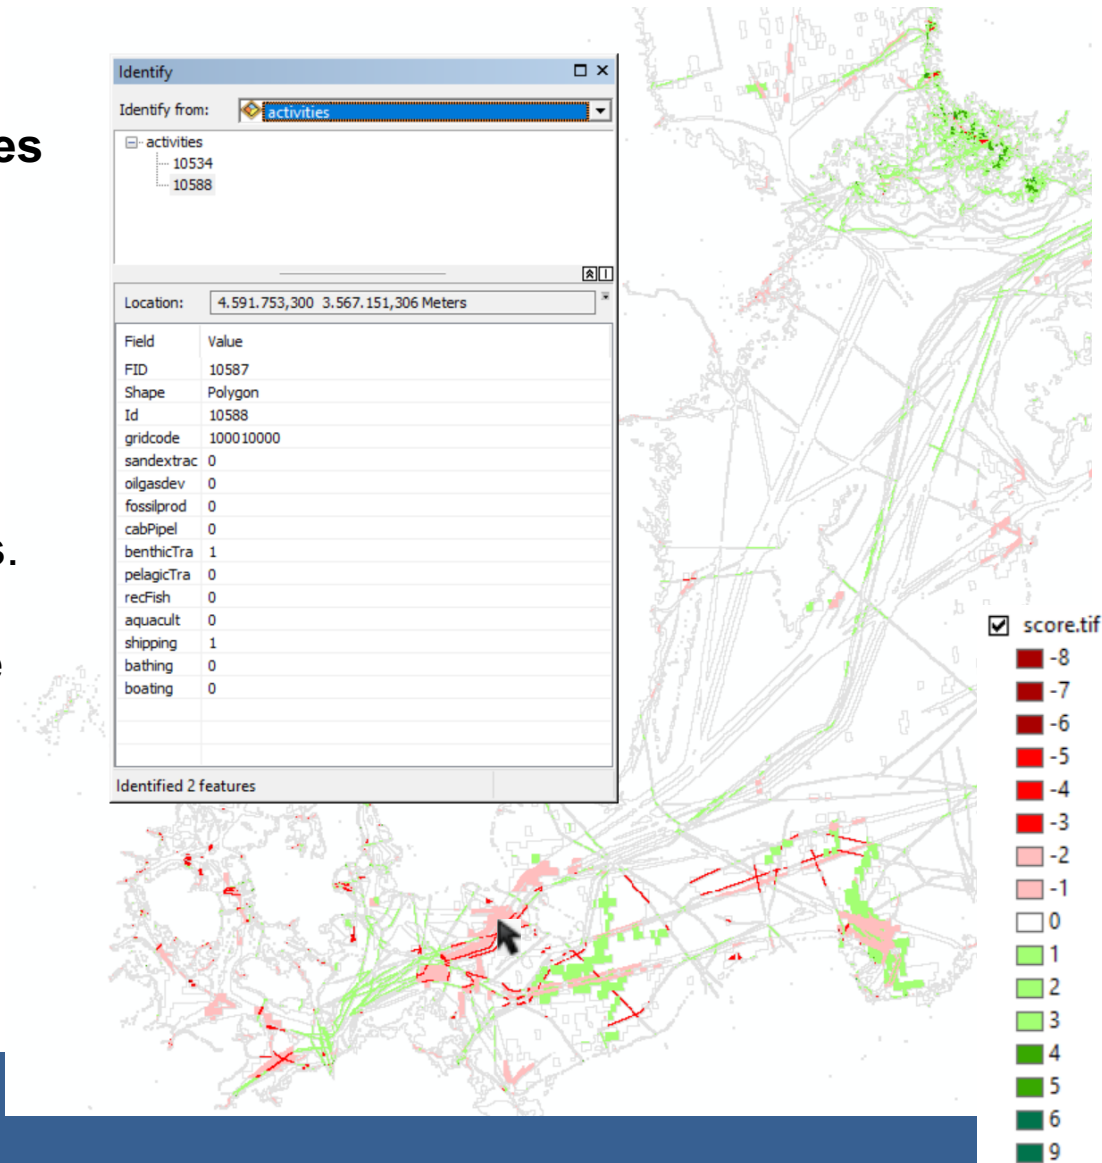 Identify
Identify from: activities
es
activities
10534
10588
Location: 4.591.753,300 3.567.151,306 Meters
Field Value
FID 10587
Shape Polygon
Id 10588
gridcode 100010000
sandextrac 0
oilgasdev 0
fossilprod 0
cabPipel 0
benthicTra 1
s.
pelagicTra 0
recFish 0
aquacult 0
shipping 1
e
bathing 0
boating 0
Identified 2 features
score.tif
-8
-7
-6
-5
-4
-3
-2
-1
0
1
2
3
4
5
6
9